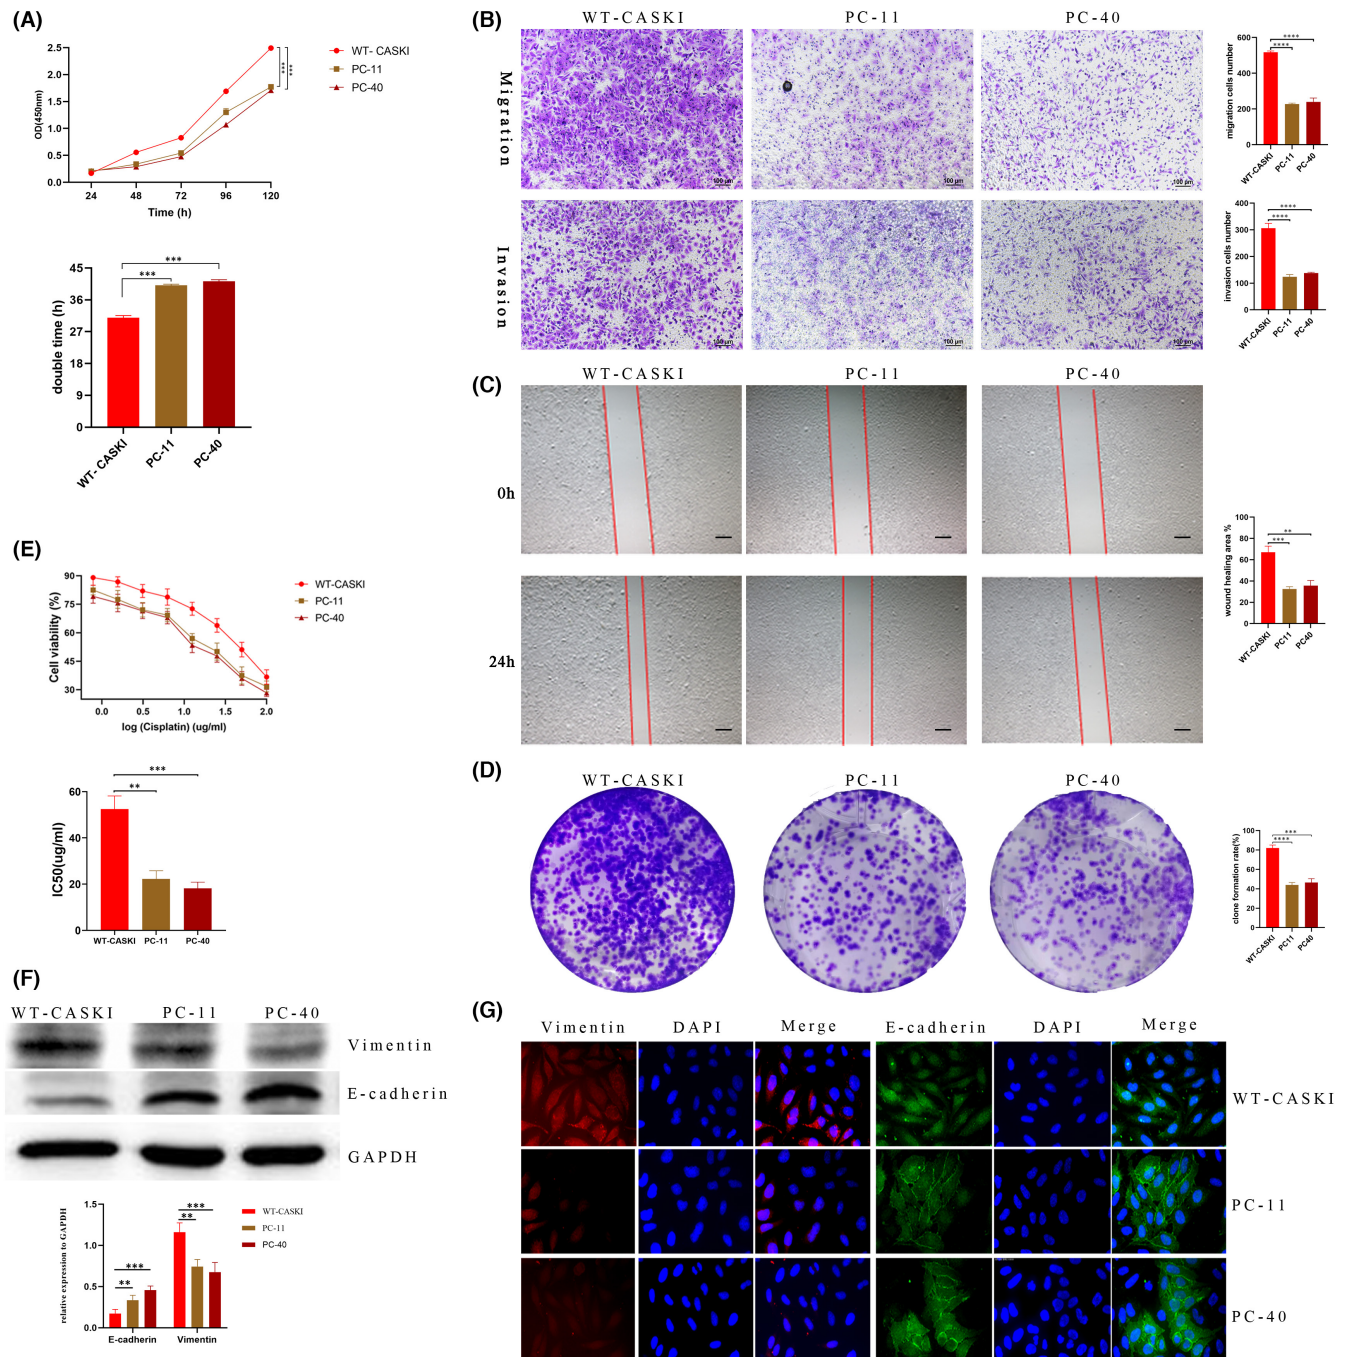 (A)
2.5
2.0
1.5
1.0
0.5
0.0
OD(450nm)
24 48 72 96 120
Time (h)
WT- CASKI
PC-11
PC-40
***
***
45
36
27
18
9
0
double time (h)
***
***
WT- CASKI PC-11 PC-40
(B)
WT-CASKI PC-11 PC-40
Migration
100 μm 100 μm 100 μm
Invasion
100 μm 100 μm 100 μm
600
400
200
0
migration cells number
****
****
WT-CASKI PC-11 PC-40
400
300
200
100
0
invasion cells number
****
****
WT-CASKI PC-11 PC-40
(C)
WT-CASKI PC-11 PC-40
0h
24h
100
80
60
40
20
0
wound healing area %
**
***
WT-CASKI PC11 PC40
(D)
WT-CASKI PC-11 PC-40
100
80
60
40
20
0
clone formation rate(%)
***
****
WT-CASKI PC11 PC40
(E)
90
75
60
45
30
Cell viability (%)
0.0 0.5 1.0 1.5 2.0
log (Cisplatin) (ug/ml)
WT-CASKI
PC-11
PC-40
60
40
20
0
IC50(ug/ml)
***
**
WT-CASKI PC-11 PC-40
(F)
WT-CASKI PC-11 PC-40
Vimentin
E-cadherin
GAPDH
1.5
1.0
0.5
0.0
relative expression to GAPDH
***
**
***
**
E-cadherin Vimentin
WT-CASKI
PC-11
PC-40
(G)
Vimentin DAPI Merge E-cadherin DAPI Merge
WT-CASKI
PC-11
PC-40